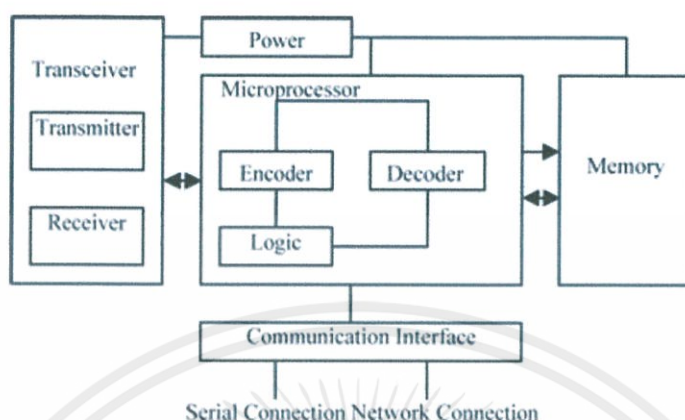 Power
Transceiver
Microprocessor
Transmitter
Encoder
Decoder
Memory
Receiver
Logic
Communication Interface
Serial Connection Network Connection